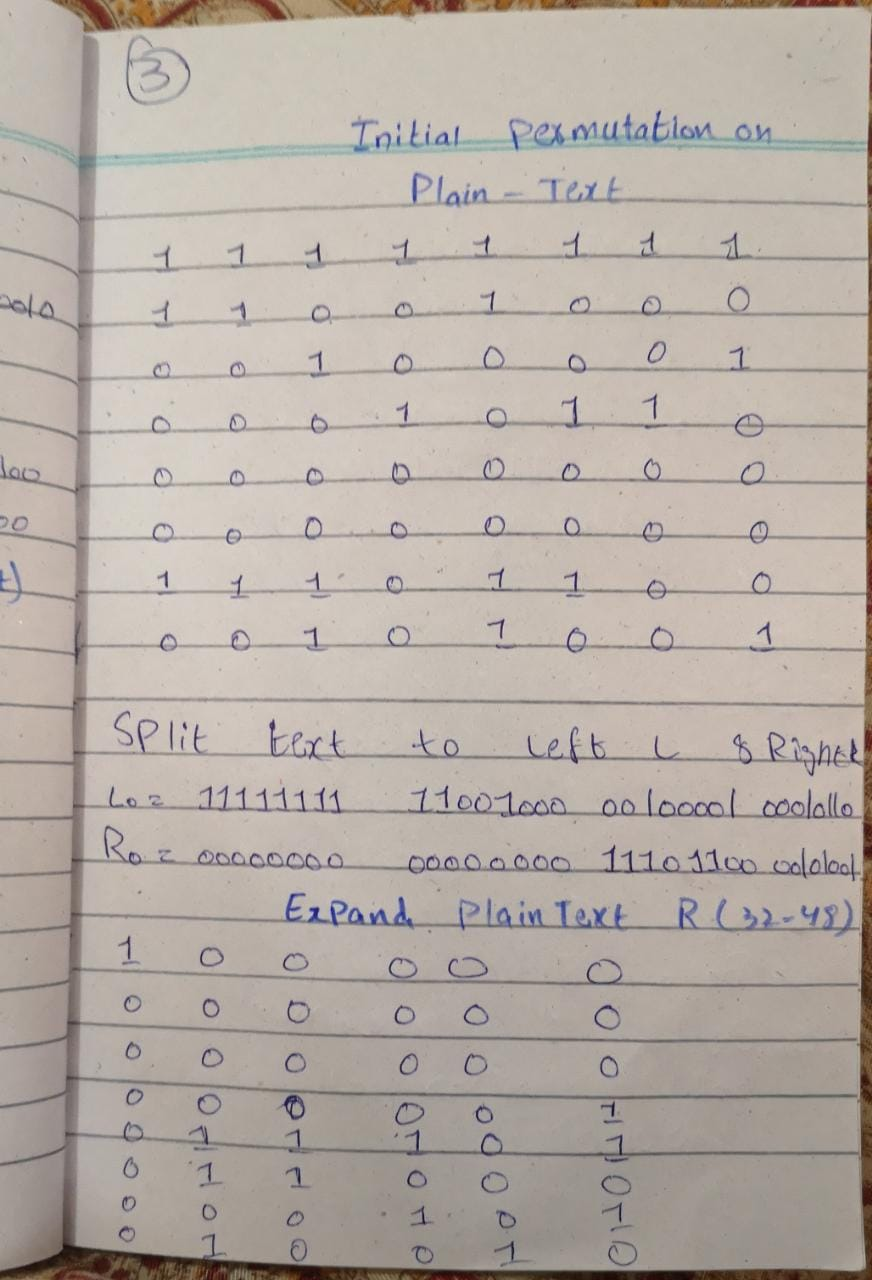 3
Initial Permutation on
Plain - Text
1 1 1 1 1 1 1 1
1 1 0 0 1 0 0 0
0 0 1 0 0 0 0 1
0 0 0 1 0 1 1 0
0 0 0 0 0 0 0 0
0 0 0 0 0 0 0 0
1 1 1 0 1 1 0 0
0 0 1 0 1 0 0 1
Split text to Left L & Right
L0 = 11111111 11001000 00100001 00010110
R0 = 00000000 00000000 11101100 00101001
Expand Plain Text R (32-48)
1 0 0 0 0 0
0 0 0 0 0 0
0 0 0 0 0 0
0 0 0 0 0 1
0 1 1 1 0 1
0 1 1 0 0 0
0 0 0 1 0 1
0 1 0 0 1 0
0010
100
00
t)